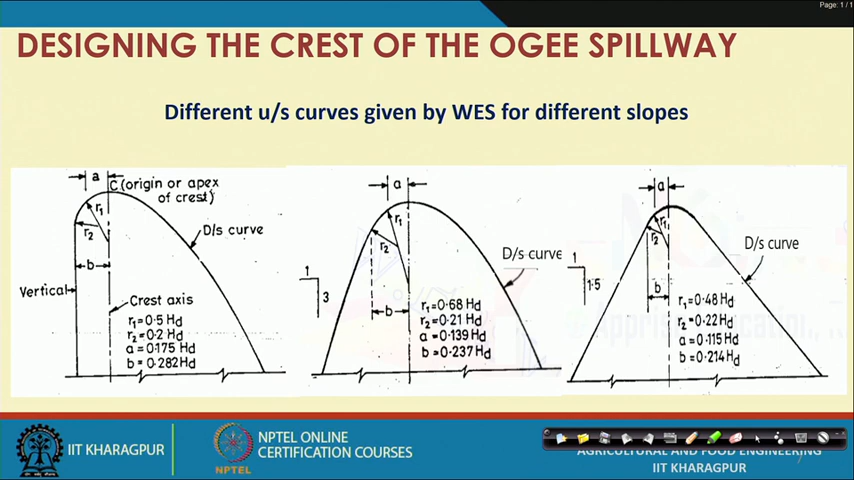 Page: 1 / 1
DESIGNING THE CREST OF THE OGEE SPILLWAY
Different u/s curves given by WES for different slopes
a
C (origin or apex
of crest)
r1
r2
D/s curve
b
Vertical
Crest axis
r1=0.5 Hd
r2=0.2 Hd
a=0.175 Hd
b=0.282 Hd
a
r1
r2
D/s curve
1
3
b
r1=0.68 Hd
r2=0.21 Hd
a=0.139 Hd
b=0.237 Hd
a
r1
r2
D/s curve
1
1.5
b
r1=0.48 Hd
r2=0.22 Hd
a=0.115 Hd
b=0.214 Hd
IIT KHARAGPUR
NPTEL
NPTEL ONLINE
CERTIFICATION COURSES
AGRICULTURAL AND FOOD ENGINEERING
IIT KHARAGPUR